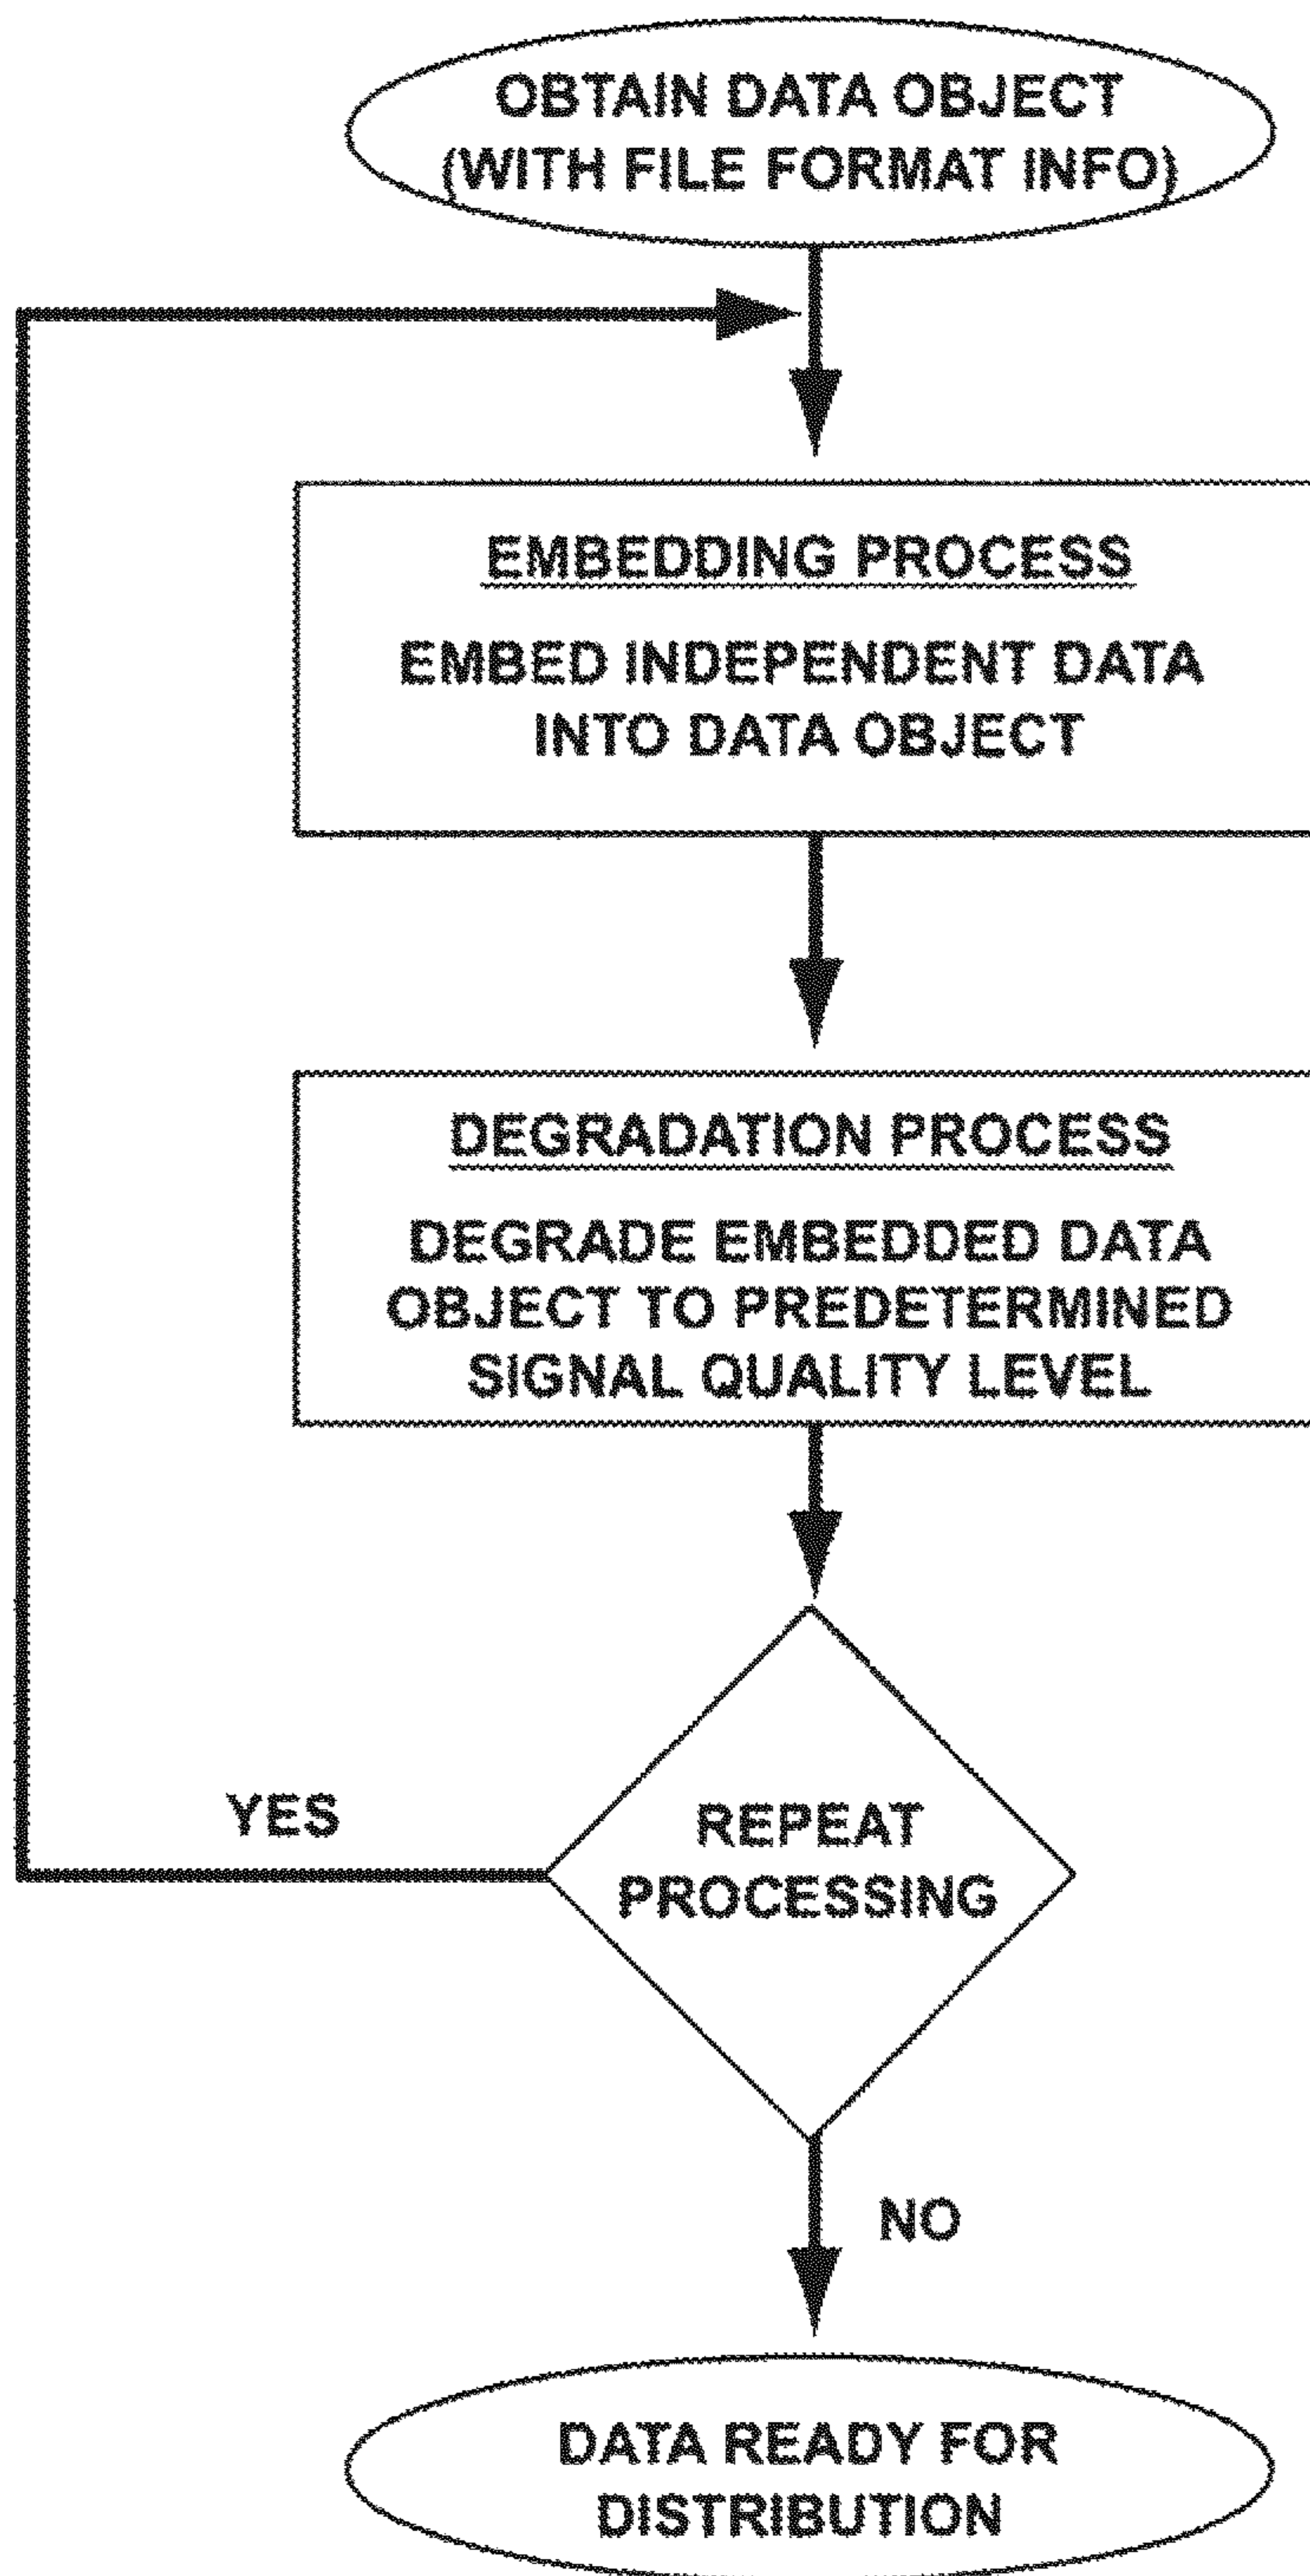 OBTAIN DATA OBJECT
(WITH FILE FORMAT INFO)
EMBEDDING PROCESS
EMBED INDEPENDENT DATA
INTO DATA OBJECT
DEGRADATION PROCESS
DEGRADE EMBEDDED DATA
OBJECT TO PREDETERMINED
SIGNAL QUALITY LEVEL
YES
REPEAT
PROCESSING
NO
DATA READY FOR
DISTRIBUTION